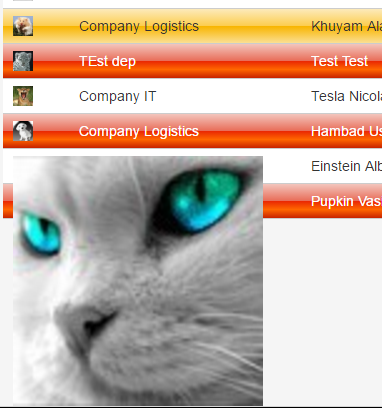 Company Logistics Khuyam Ala
TEst dep Test Test
Company IT Tesla Nicola
Company Logistics Hambad Us
Einstein Alb
Pupkin Vas